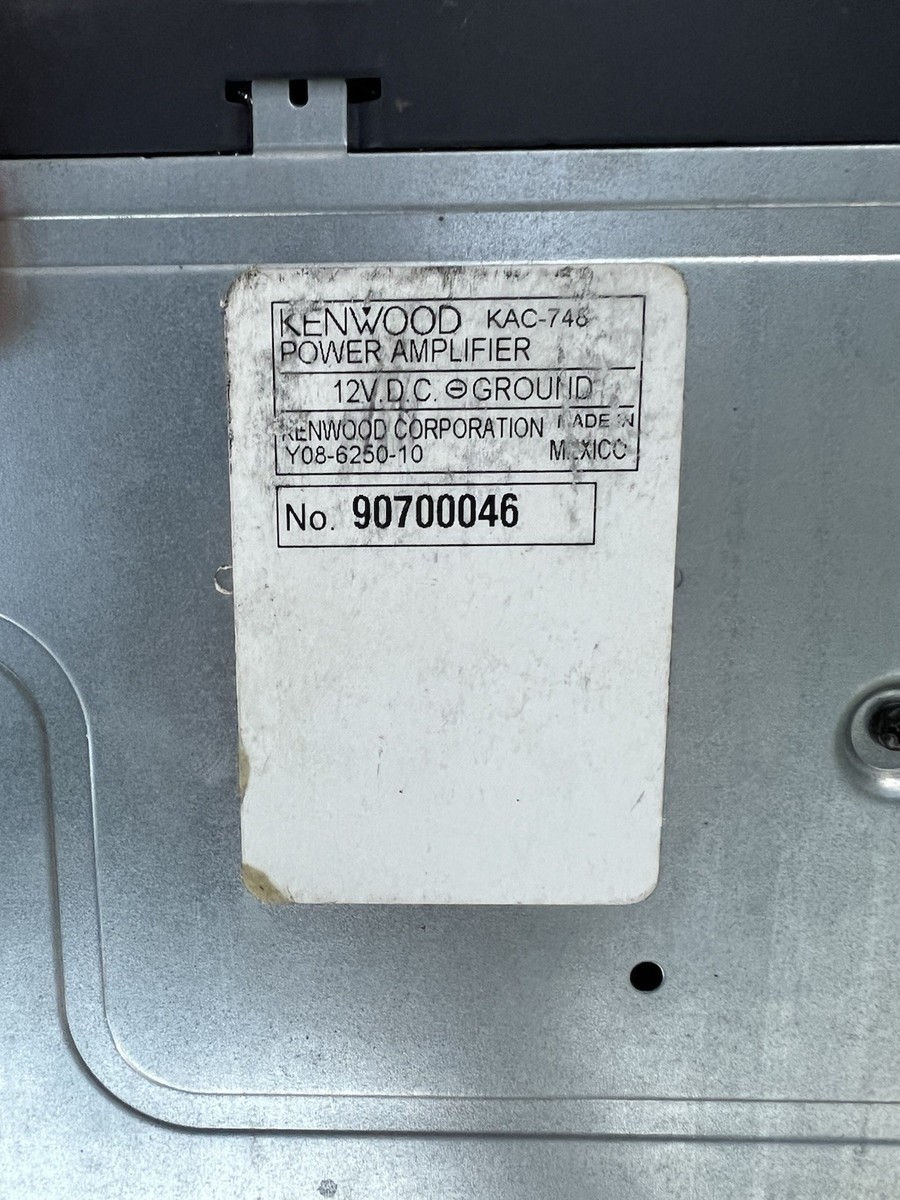 KENWOOD KAC-748
POWER AMPLIFIER
12V.D.C. ⊖ GROUND
KENWOOD CORPORATION MADE IN
Y08-6250-10 MEXICO
No. 90700046